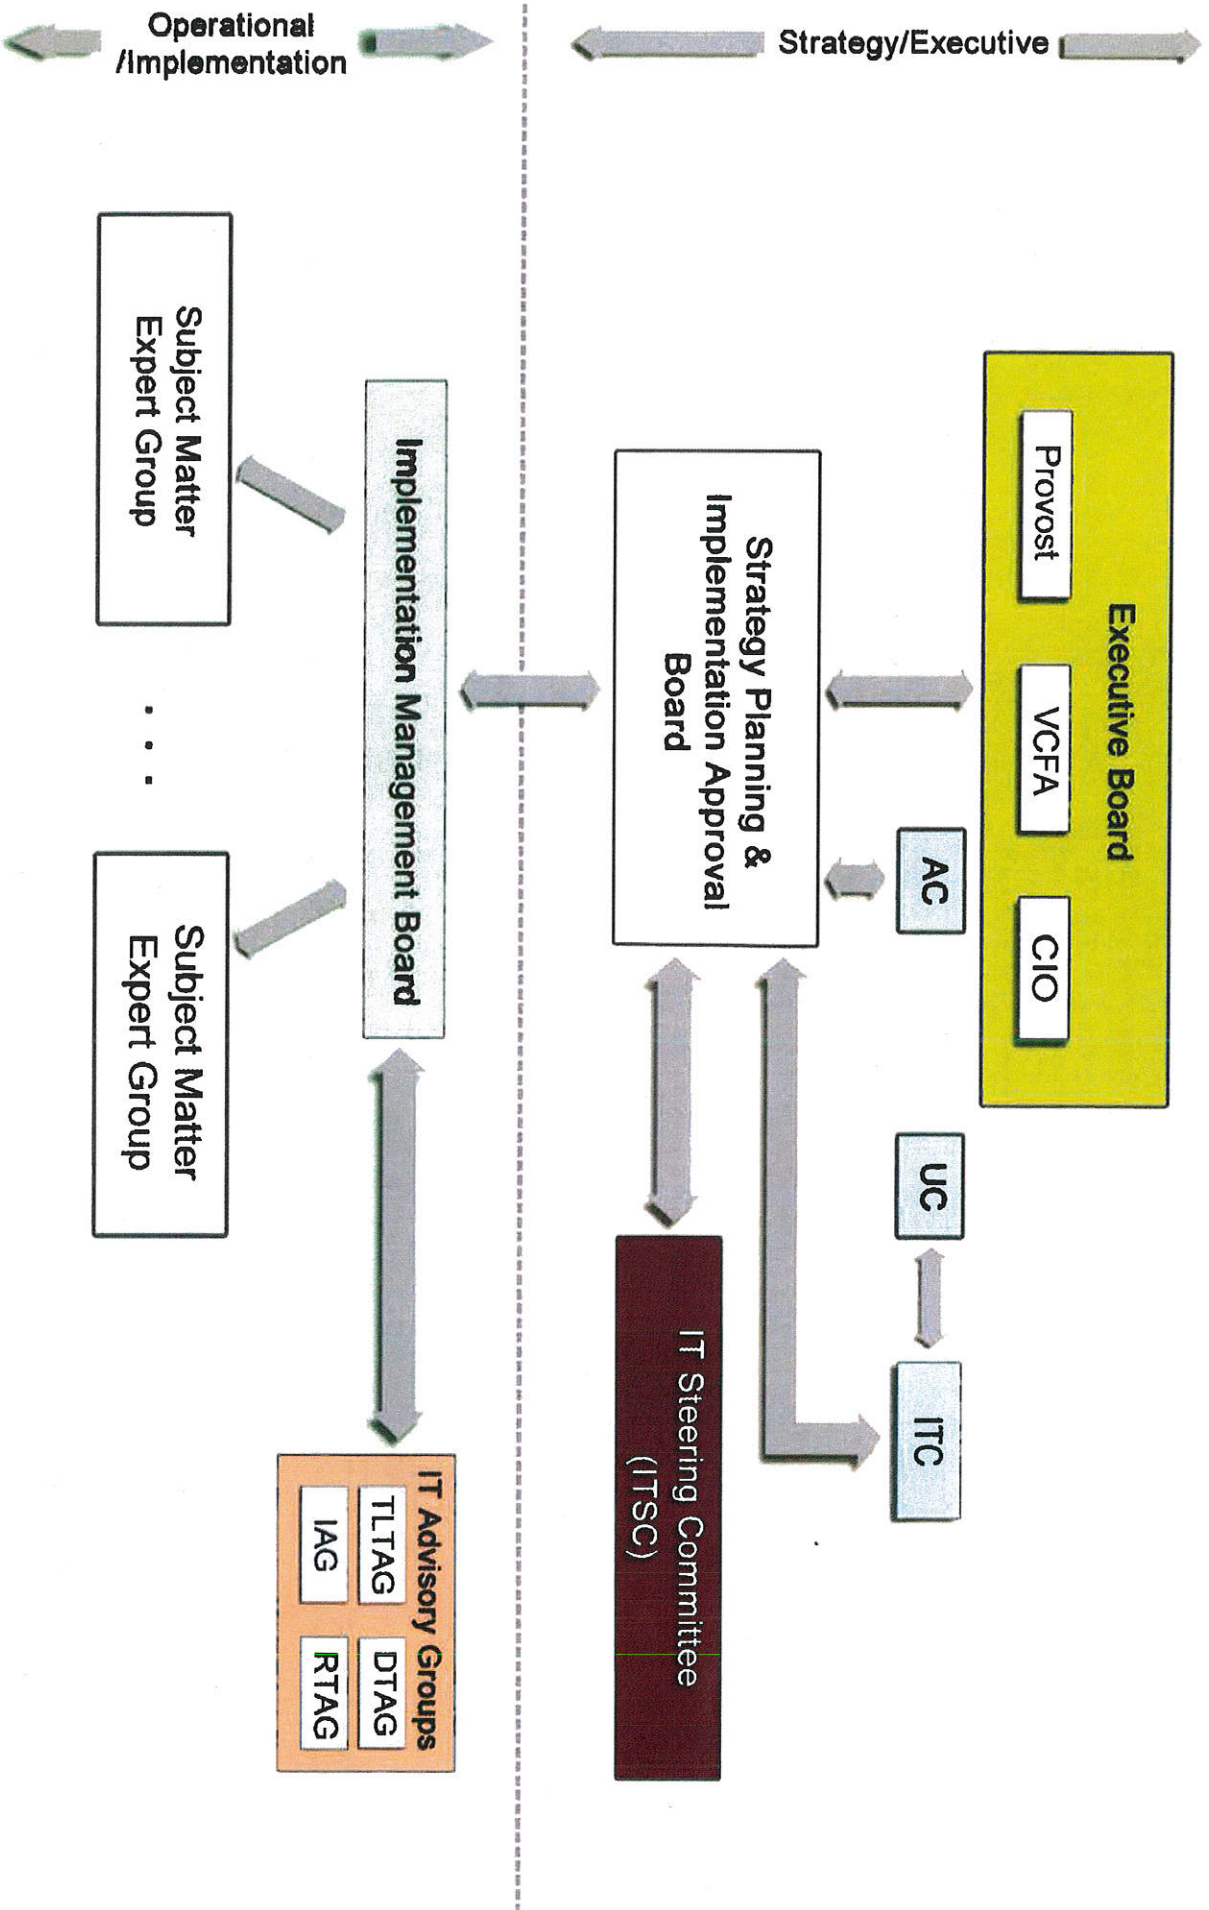 Strategy/Executive
Operational
/Implementation
Executive Board
Provost
VCFA
CIO
AC
UC
ITC
Strategy Planning &
Implementation Approval
Board
IT Steering Committee
(ITSC)
Implementation Management Board
IT Advisory Groups
TLTAG
DTAG
IAG
RTAG
Subject Matter
Expert Group
. . .
Subject Matter
Expert Group